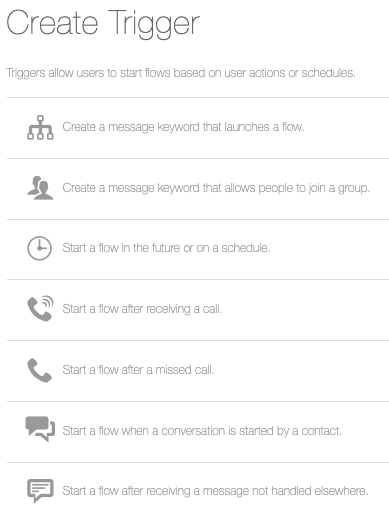 Create Trigger
Triggers allow users to start flows based on user actions or schedules.
Create a message keyword that launches a flow.
Create a message keyword that allows people to join a group.
Start a flow in the future or on a schedule.
Start a flow after receiving a call.
Start a flow after a missed call.
Start a flow when a conversation is started by a contact.
Start a flow after receiving a message not handled elsewhere.